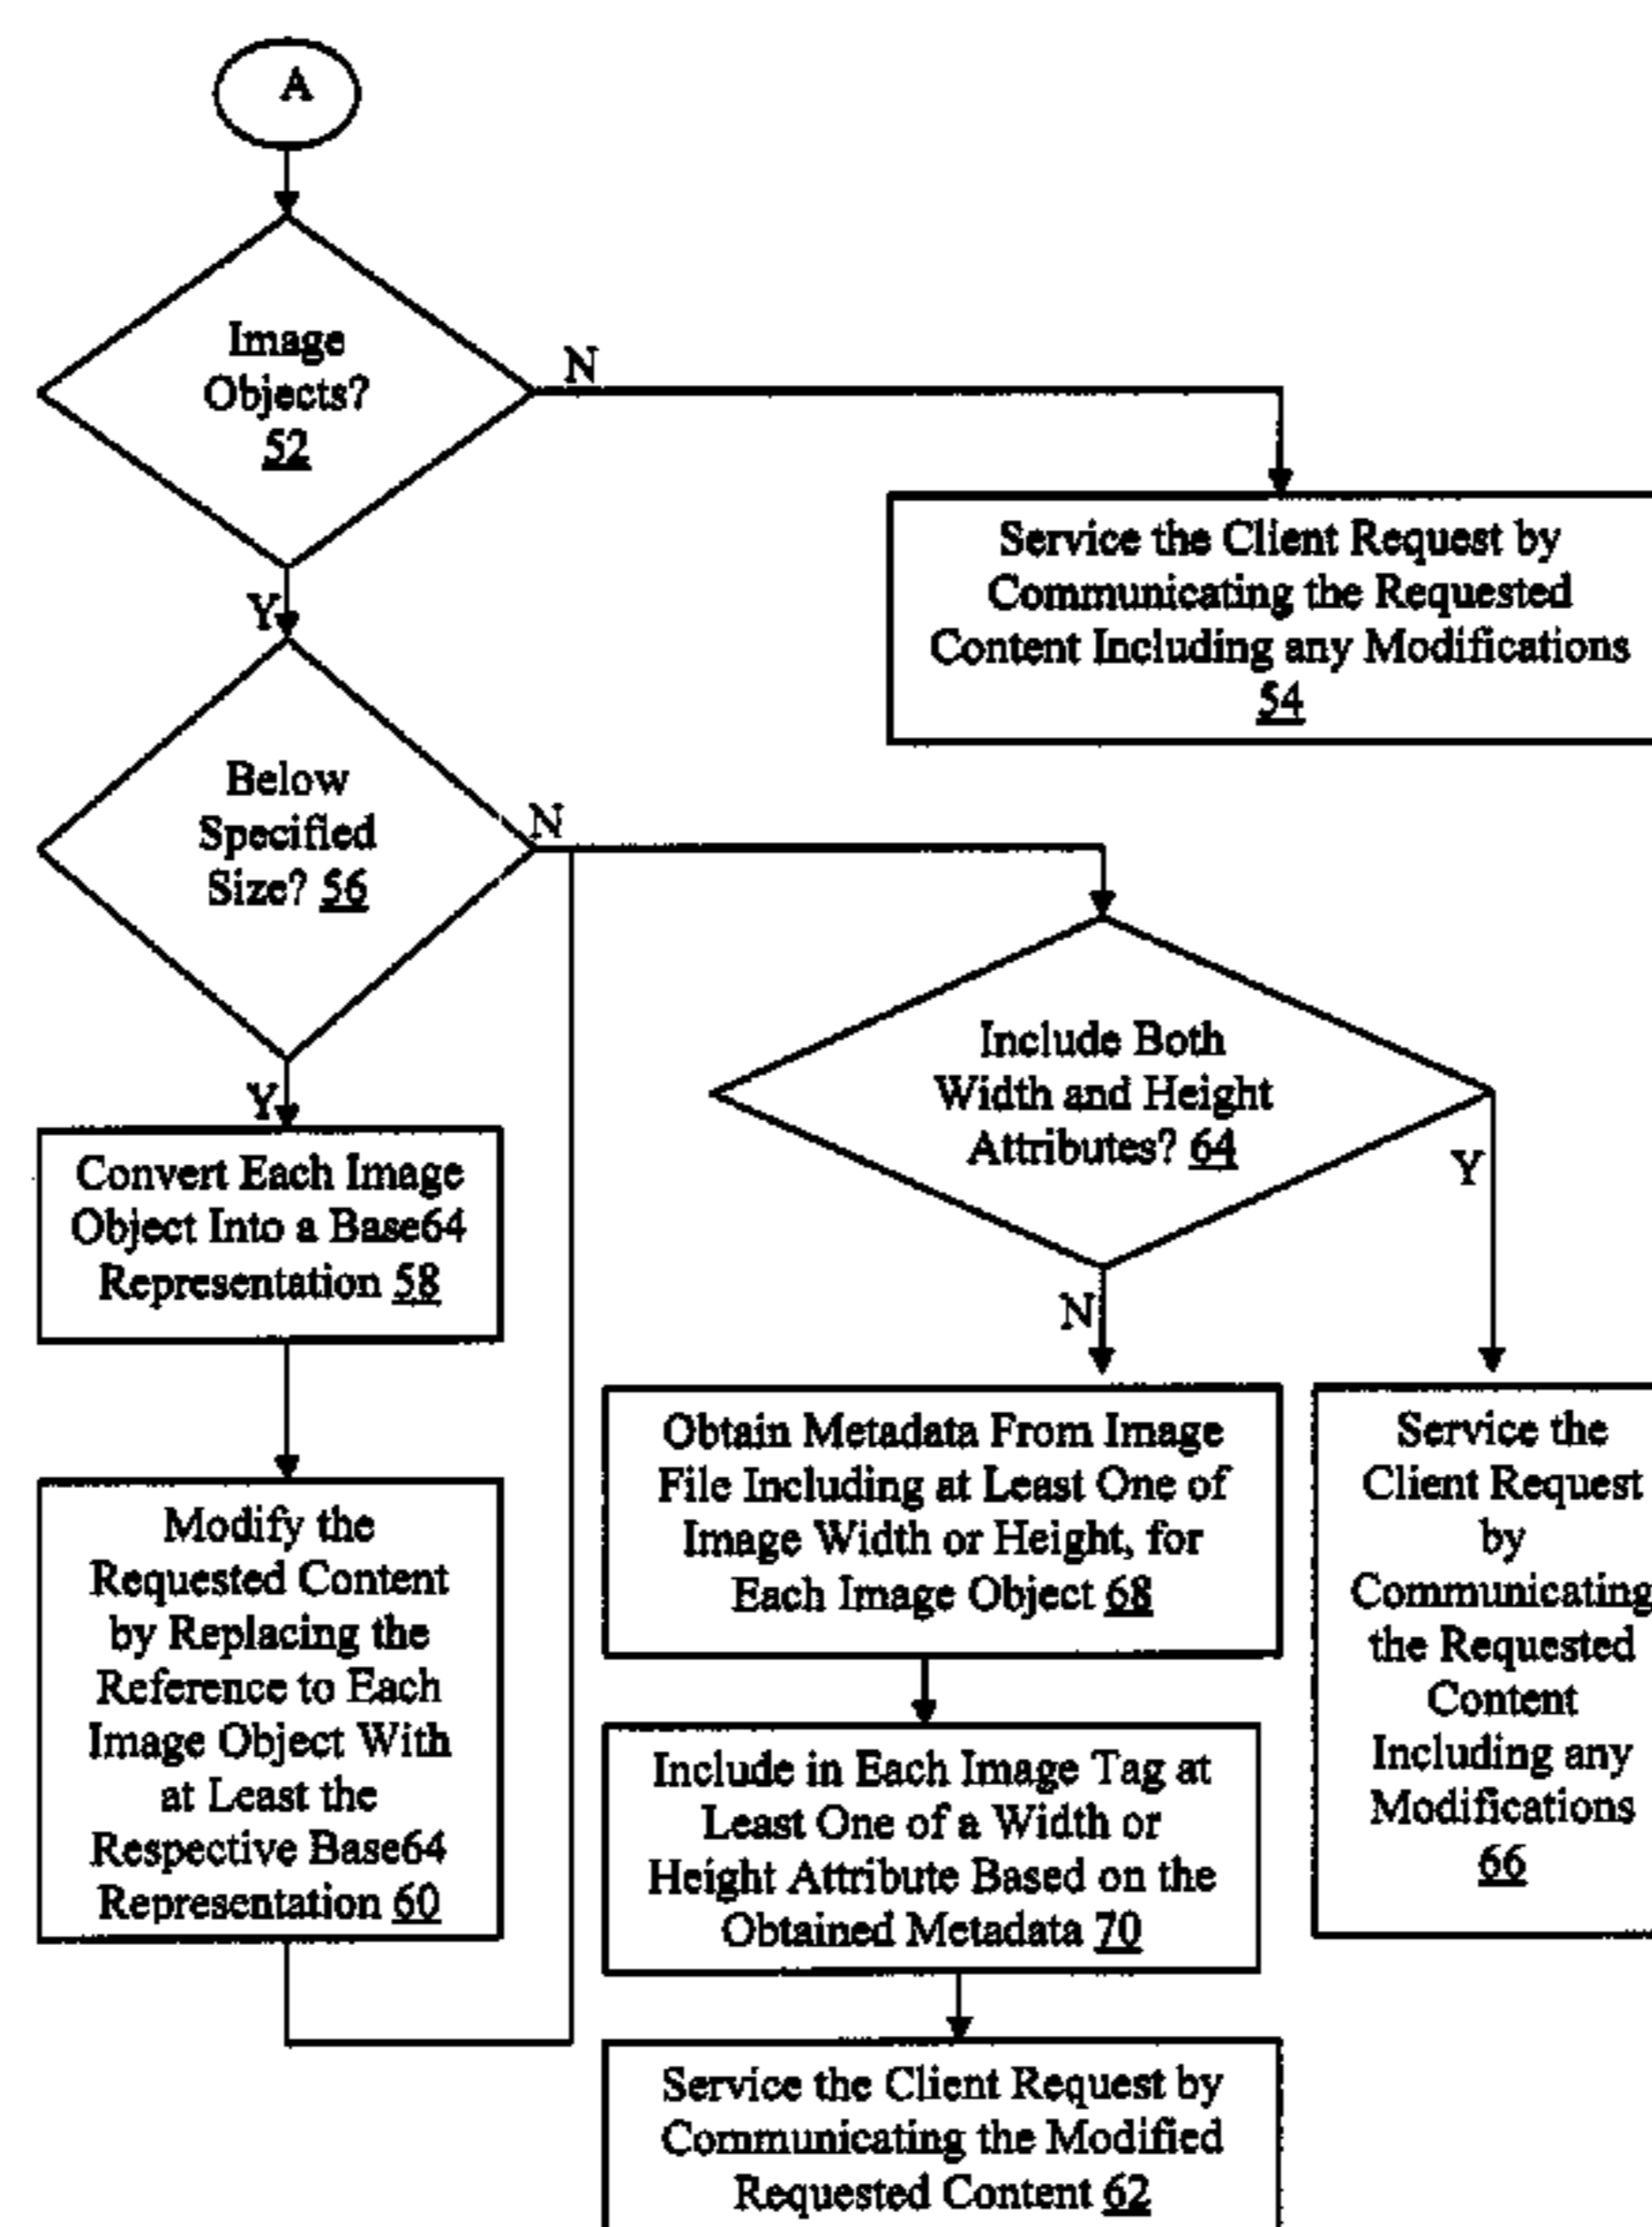 A
Image
Objects?
52
N
Service the Client Request by
Communicating the Requested
Content Including any Modifications
54
Y
Below
Specified
Size? 56
N
Include Both
Width and Height
Attributes? 64
Y
N
Y
Convert Each Image
Object Into a Base64
Representation 58
Modify the
Requested Content
by Replacing the
Reference to Each
Image Object With
at Least the
Respective Base64
Representation 60
Obtain Metadata From Image
File Including at Least One of
Image Width or Height, for
Each Image Object 68
Include in Each Image Tag at
Least One of a Width or
Height Attribute Based on the
Obtained Metadata 70
Service the Client Request by
Communicating the Modified
Requested Content 62
Service the
Client Request
by
Communicating
the Requested
Content
Including any
Modifications
66